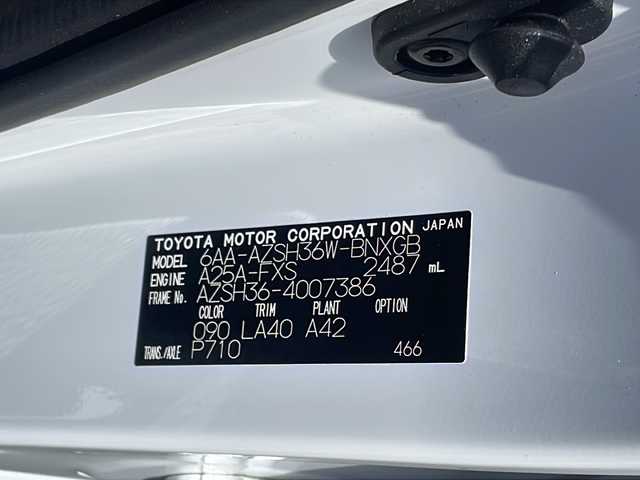 TOYOTA MOTOR CORPORATION JAPAN
MODEL 6AA-AZSH36W-BNXGB
ENGINE A25A-FXS 2487 mL
FRAME No. AZSH36-4007386
COLOR TRIM PLANT OPTION
090 LA40 A42
TRANS./AXLE P710 466